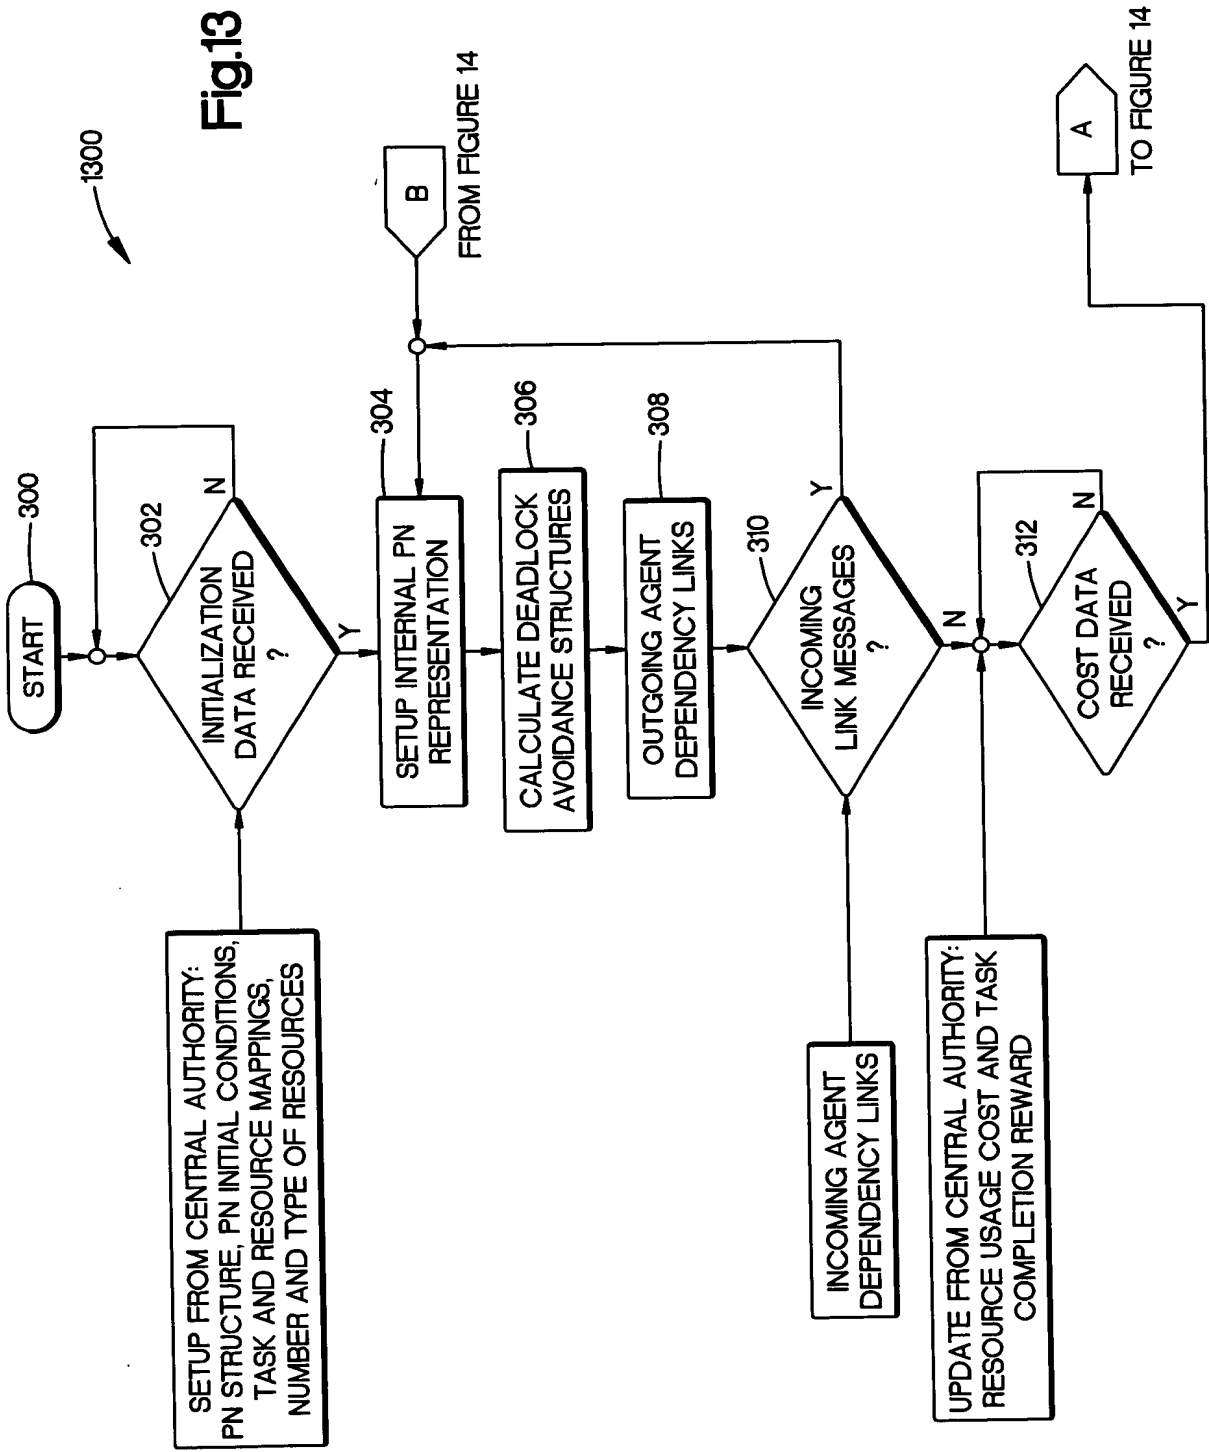 Fig.13
1300
START
300
302
INITIALIZATION
DATA RECEIVED
?
N
Y
SETUP FROM CENTRAL AUTHORITY:
PN STRUCTURE, PN INITIAL CONDITIONS,
TASK AND RESOURCE MAPPINGS,
NUMBER AND TYPE OF RESOURCES
304
SETUP INTERNAL PN
REPRESENTATION
B
FROM FIGURE 14
306
CALCULATE DEADLOCK
AVOIDANCE STRUCTURES
308
OUTGOING AGENT
DEPENDENCY LINKS
310
INCOMING
LINK MESSAGES
?
Y
N
INCOMING AGENT
DEPENDENCY LINKS
UPDATE FROM CENTRAL AUTHORITY:
RESOURCE USAGE COST AND TASK
COMPLETION REWARD
312
COST DATA
RECEIVED
?
N
Y
A
TO FIGURE 14